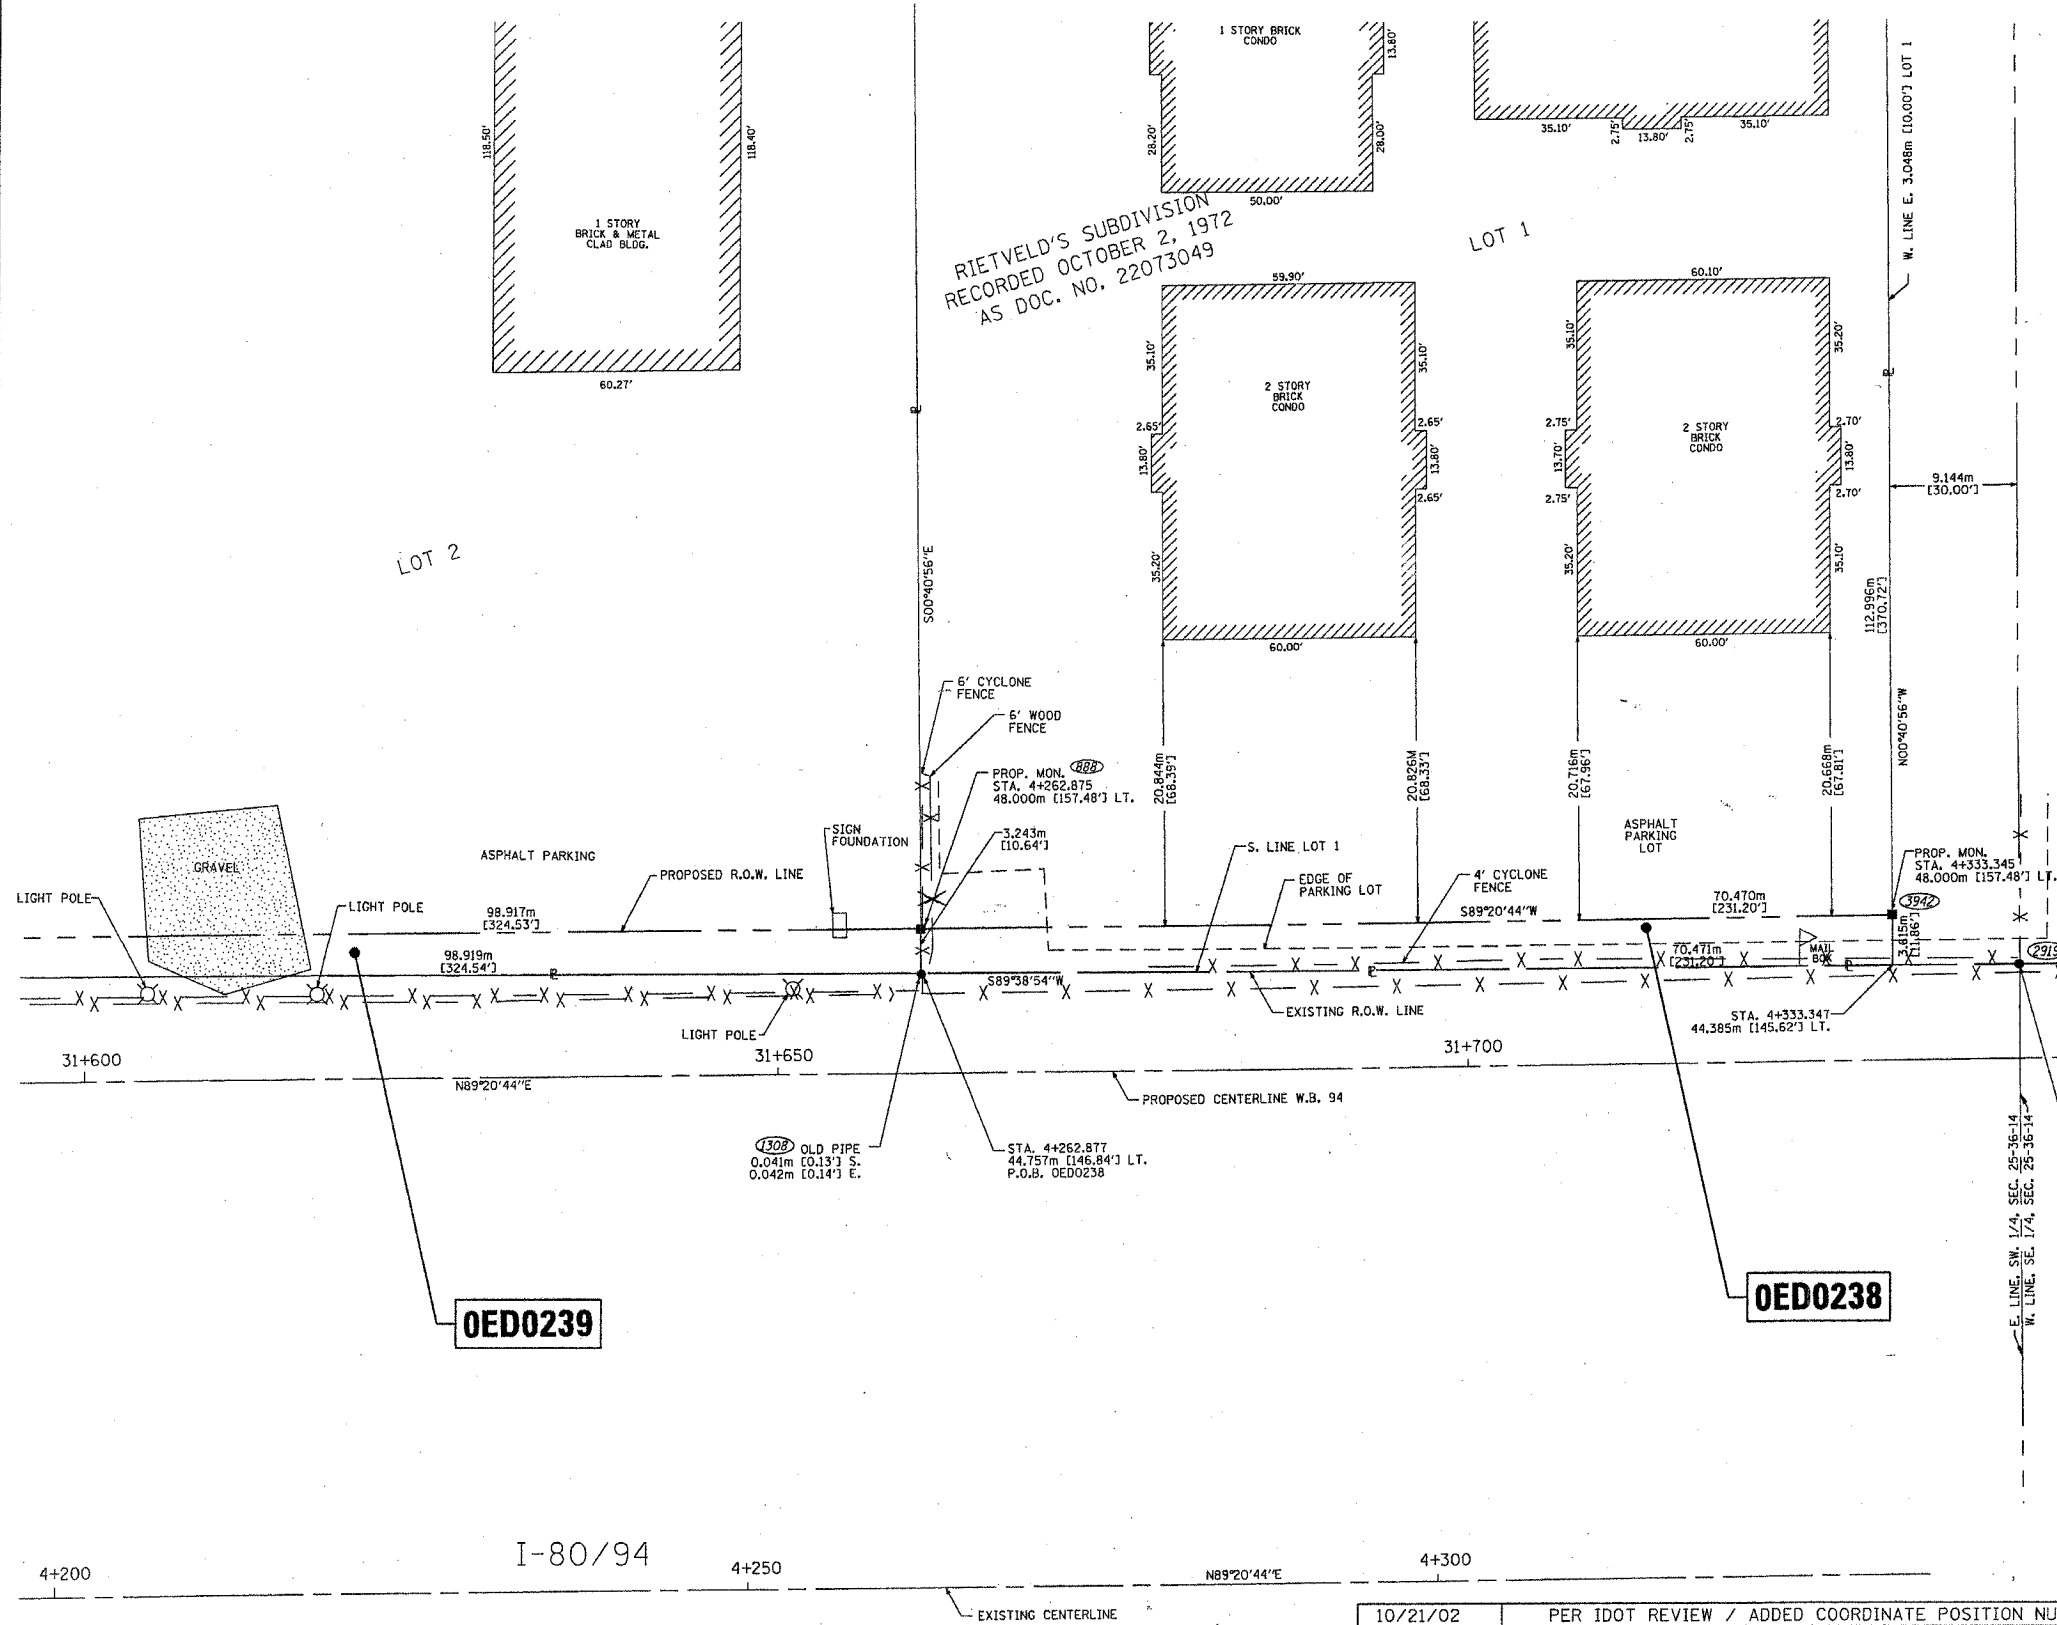 1 STORY BRICK
CONDO
13.80'
118.50'
118.40'
1 STORY
BRICK & METAL
CLAD BLDG.
60.27'
28.20'
28.00'
50.00'
35.10'
2.75'
13.80'
2.75'
35.10'
W. LINE E. 3.048m [10.00'] LOT 1
RIETVELD'S SUBDIVISION
RECORDED OCTOBER 2, 1972
AS DOC. NO. 22073049
LOT 1
59.90'
35.10'
35.10'
2 STORY
BRICK
CONDO
2.65'
2.65'
13.80'
13.80'
2.65'
35.20'
60.00'
60.10'
35.10'
35.20'
2 STORY
BRICK
CONDO
2.75'
2.70'
13.70'
13.80'
2.75'
2.70'
35.20'
35.10'
60.00'
9.144m
[30.00']
112.996m
[370.72']
LOT 2
S00°40'56"E
N00°40'56"W
6' CYCLONE
FENCE
6' WOOD
FENCE
PROP. MON. 888
STA. 4+262.875
48.000m [157.48'] LT.
3.243m
[10.64']
20.844m
[68.39']
20.826M
[68.33']
20.716m
[67.96']
20.668m
[67.81']
ASPHALT
PARKING
LOT
SIGN
FOUNDATION
S. LINE LOT 1
EDGE OF
PARKING LOT
4' CYCLONE
FENCE
PROP. MON.
STA. 4+333.345
48.000m [157.48'] LT.
3942
GRAVEL
ASPHALT PARKING
LIGHT POLE
LIGHT POLE
PROPOSED R.O.W. LINE
98.917m
[324.53']
98.919m
[324.54']
S89°20'44"W
70.470m
[231.20']
70.471m
[231.20']
MAIL
BOX
3.615m
[11.86']
2919
S89°38'54"W
EXISTING R.O.W. LINE
LIGHT POLE
STA. 4+333.347
44.385m [145.62'] LT.
31+600
31+650
31+700
N89°20'44"E
PROPOSED CENTERLINE W.B. 94
1308 OLD PIPE
0.041m [0.13'] S.
0.042m [0.14'] E.
STA. 4+262.877
44.757m [146.84'] LT.
P.O.B. 0ED0238
E. LINE. SW. 1/4, SEC. 25-36-14
W. LINE. SE. 1/4, SEC. 25-36-14
0ED0239
0ED0238
I-80/94
4+200
4+250
4+300
N89°20'44"E
EXISTING CENTERLINE
10/21/02 PER IDOT REVIEW / ADDED COORDINATE POSITION NU